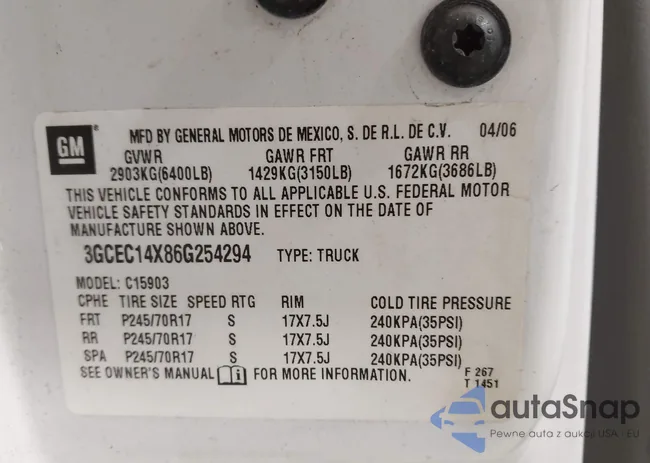 GM
MFD BY GENERAL MOTORS DE MEXICO, S. DE R.L. DE C.V. 04/06
GVWR GAWR FRT GAWR RR
2903KG(6400LB) 1429KG(3150LB) 1672KG(3686LB)
THIS VEHICLE CONFORMS TO ALL APPLICABLE U.S. FEDERAL MOTOR
VEHICLE SAFETY STANDARDS IN EFFECT ON THE DATE OF
MANUFACTURE SHOWN ABOVE.
3GCEC14X86G254294 TYPE: TRUCK
MODEL: C15903
CPHE TIRE SIZE SPEED RTG RIM COLD TIRE PRESSURE
FRT P245/70R17 S 17X7.5J 240KPA(35PSI)
RR P245/70R17 S 17X7.5J 240KPA(35PSI)
SPA P245/70R17 S 17X7.5J 240KPA(35PSI)
SEE OWNER'S MANUAL FOR MORE INFORMATION.
F 267
T 1451
autaSnap
Pewne auta z aukcji USA - EU